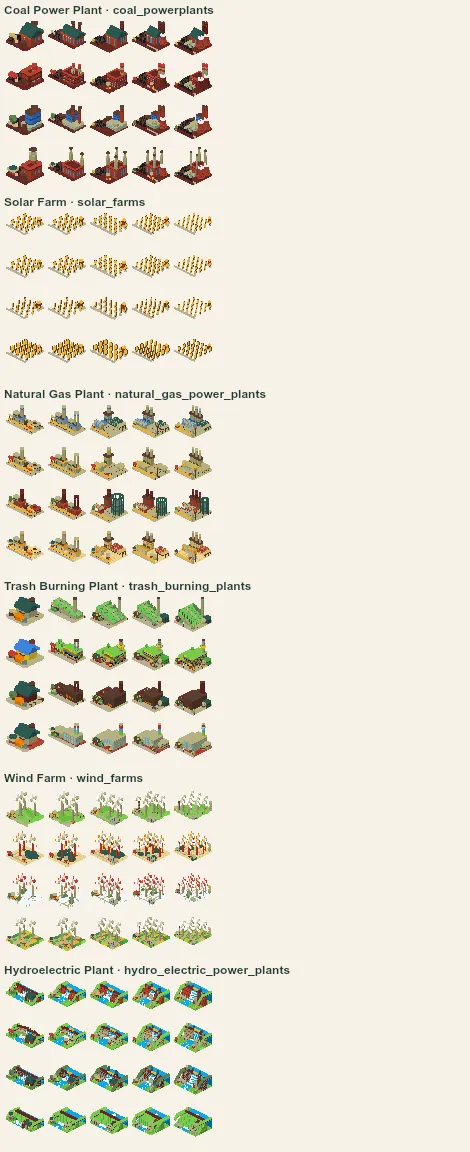 Coal Power Plant · coal_powerplants
Solar Farm · solar_farms
Natural Gas Plant · natural_gas_power_plants
Trash Burning Plant · trash_burning_plants
Wind Farm · wind_farms
Hydroelectric Plant · hydro_electric_power_plants